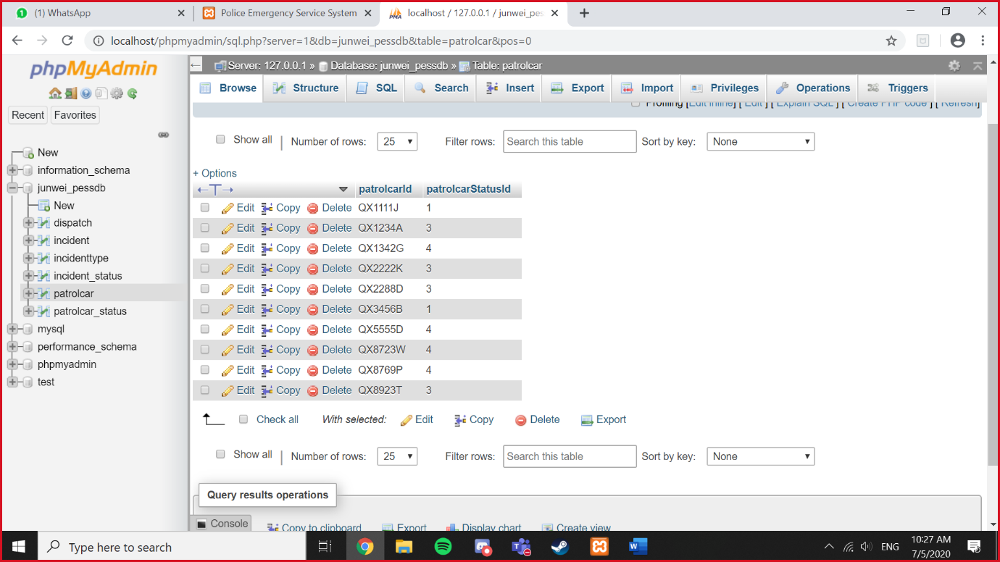 (1) WhatsApp
Police Emergency Service System
localhost / 127.0.0.1 / junwei_pes
localhost/phpmyadmin/sql.php?server=1&db=junwei_pessdb&table=patrolcar&pos=0
phpMyAdmin
Recent Favorites
New
information_schema
junwei_pessdb
New
dispatch
incident
incidenttype
incident_status
patrolcar
patrolcar_status
mysql
performance_schema
phpmyadmin
test
Server: 127.0.0.1 » Database: junwei_pessdb » Table: patrolcar
Browse Structure SQL Search Insert Export Import Privileges Operations Triggers
Profiling [Edit inline] [ Edit ] [ Explain SQL ] [ Create PHP code ] [ Refresh]
Show all Number of rows: 25 Filter rows: Search this table Sort by key: None
+ Options
patrolcarId patrolcarStatusId
Edit Copy Delete QX1111J 1
Edit Copy Delete QX1234A 3
Edit Copy Delete QX1342G 4
Edit Copy Delete QX2222K 3
Edit Copy Delete QX2288D 3
Edit Copy Delete QX3456B 1
Edit Copy Delete QX5555D 4
Edit Copy Delete QX8723W 4
Edit Copy Delete QX8769P 4
Edit Copy Delete QX8923T 3
Check all With selected: Edit Copy Delete Export
Show all Number of rows: 25 Filter rows: Search this table Sort by key: None
Query results operations
Console Copy to clipboard Export Display chart Create view
Type here to search
ENG
10:27 AM
7/5/2020